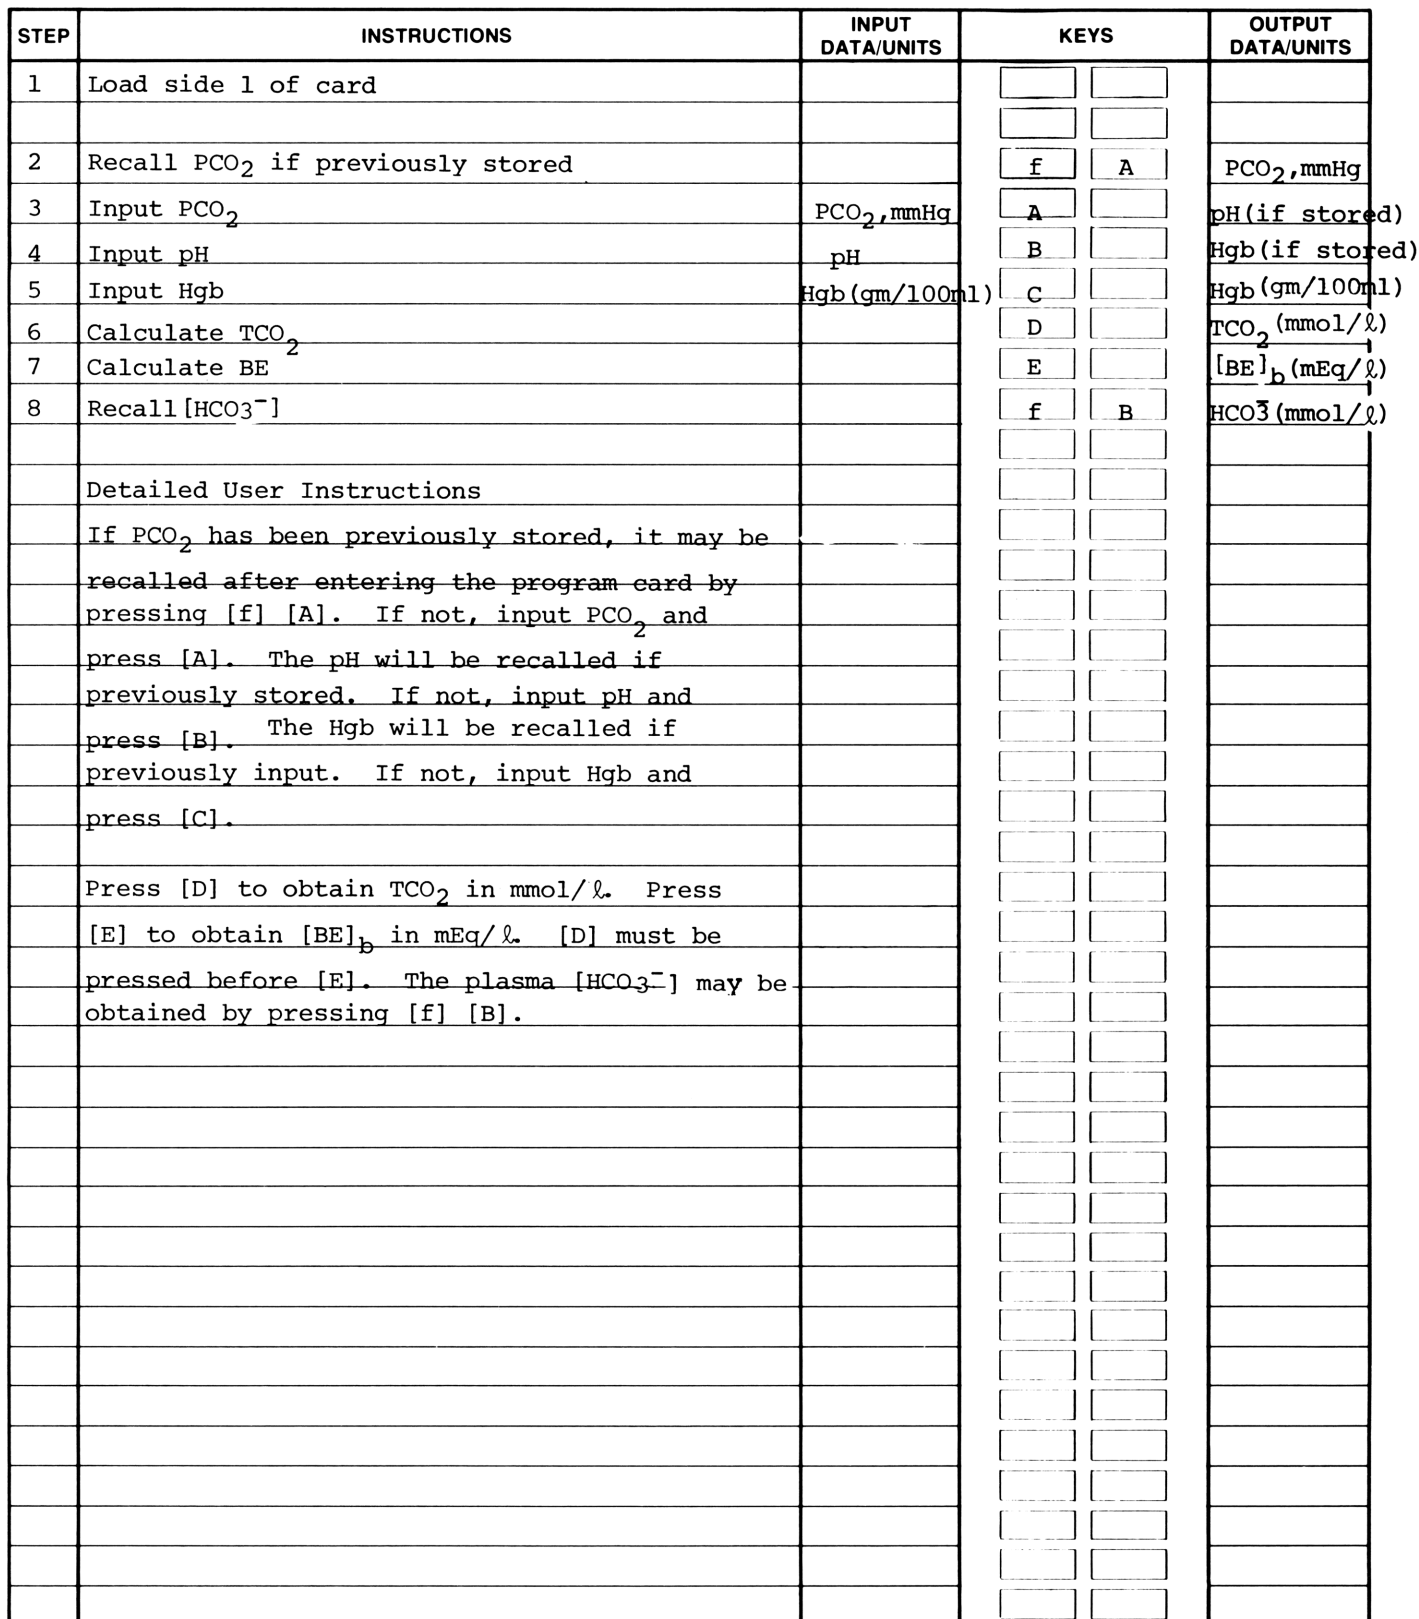 STEP INSTRUCTIONS INPUT DATA/UNITS KEYS OUTPUT DATA/UNITS
1 Load side 1 of card
2 Recall PCO₂ if previously stored f A PCO₂,mmHg
3 Input PCO₂ PCO₂,mmHg A pH(if stored)
4 Input pH pH B Hgb(if stored)
5 Input Hgb Hgb(gm/100ml) C Hgb(gm/100ml)
6 Calculate TCO₂ D TCO₂(mmol/ℓ)
7 Calculate BE E [BE]b(mEq/ℓ)
8 Recall[HCO3⁻] f B HCO3̄(mmol/ℓ)
Detailed User Instructions
If PCO₂ has been previously stored, it may be
recalled after entering the program card by
pressing [f] [A]. If not, input PCO₂ and
press [A]. The pH will be recalled if
previously stored. If not, input pH and
press [B]. The Hgb will be recalled if
previously input. If not, input Hgb and
press [C].
Press [D] to obtain TCO₂ in mmol/ℓ. Press
[E] to obtain [BE]b in mEq/ℓ. [D] must be
pressed before [E]. The plasma [HCO3⁻] may be
obtained by pressing [f] [B].